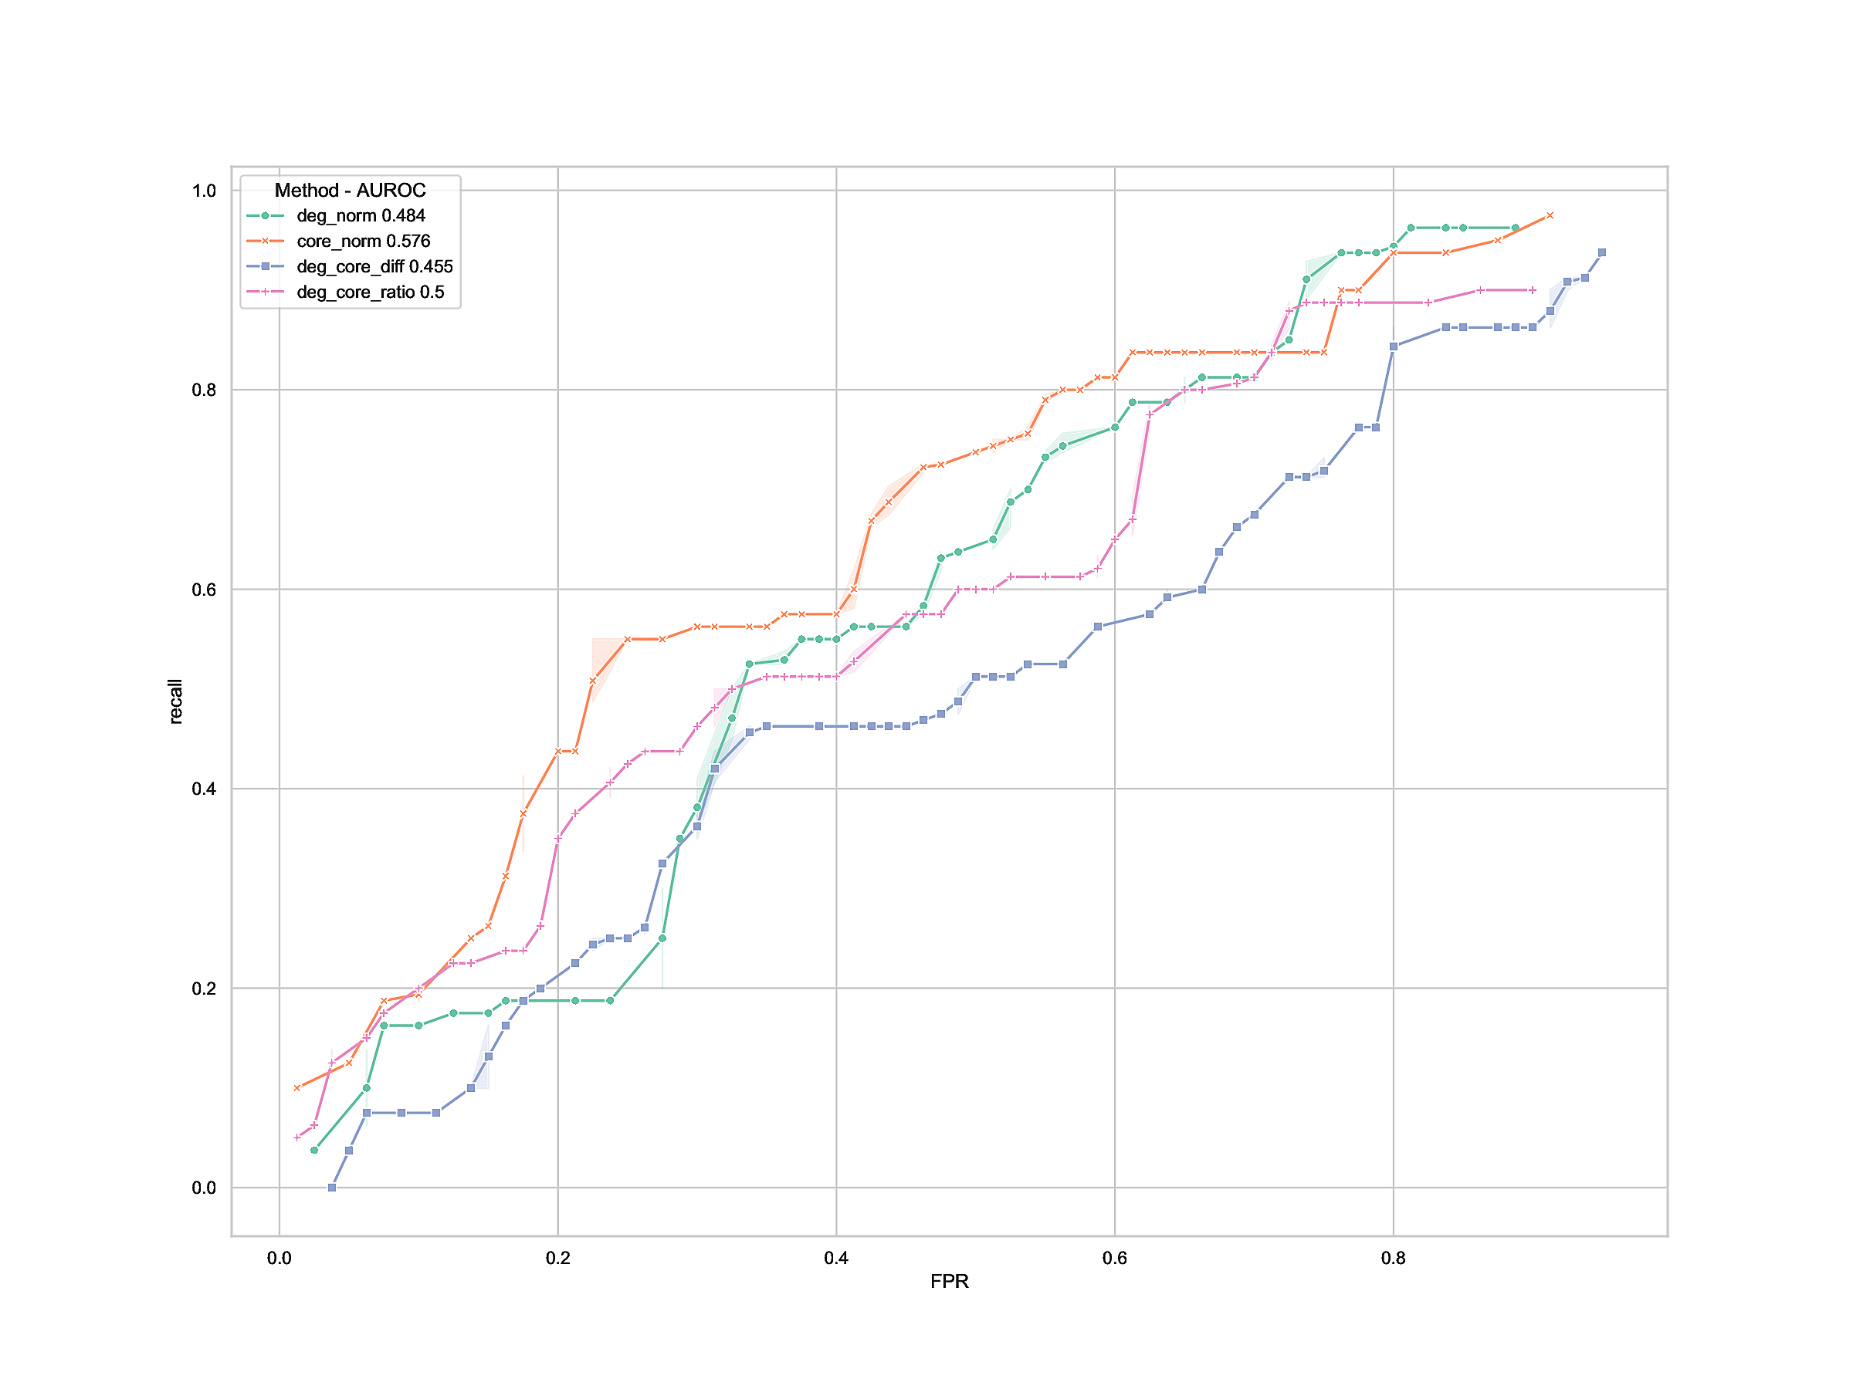 Method - AUROC
deg_norm 0.484
core_norm 0.576
deg_core_diff 0.455
deg_core_ratio 0.5
1.0
0.8
0.6
0.4
0.2
0.0
recall
0.0 0.2 0.4 0.6 0.8
FPR